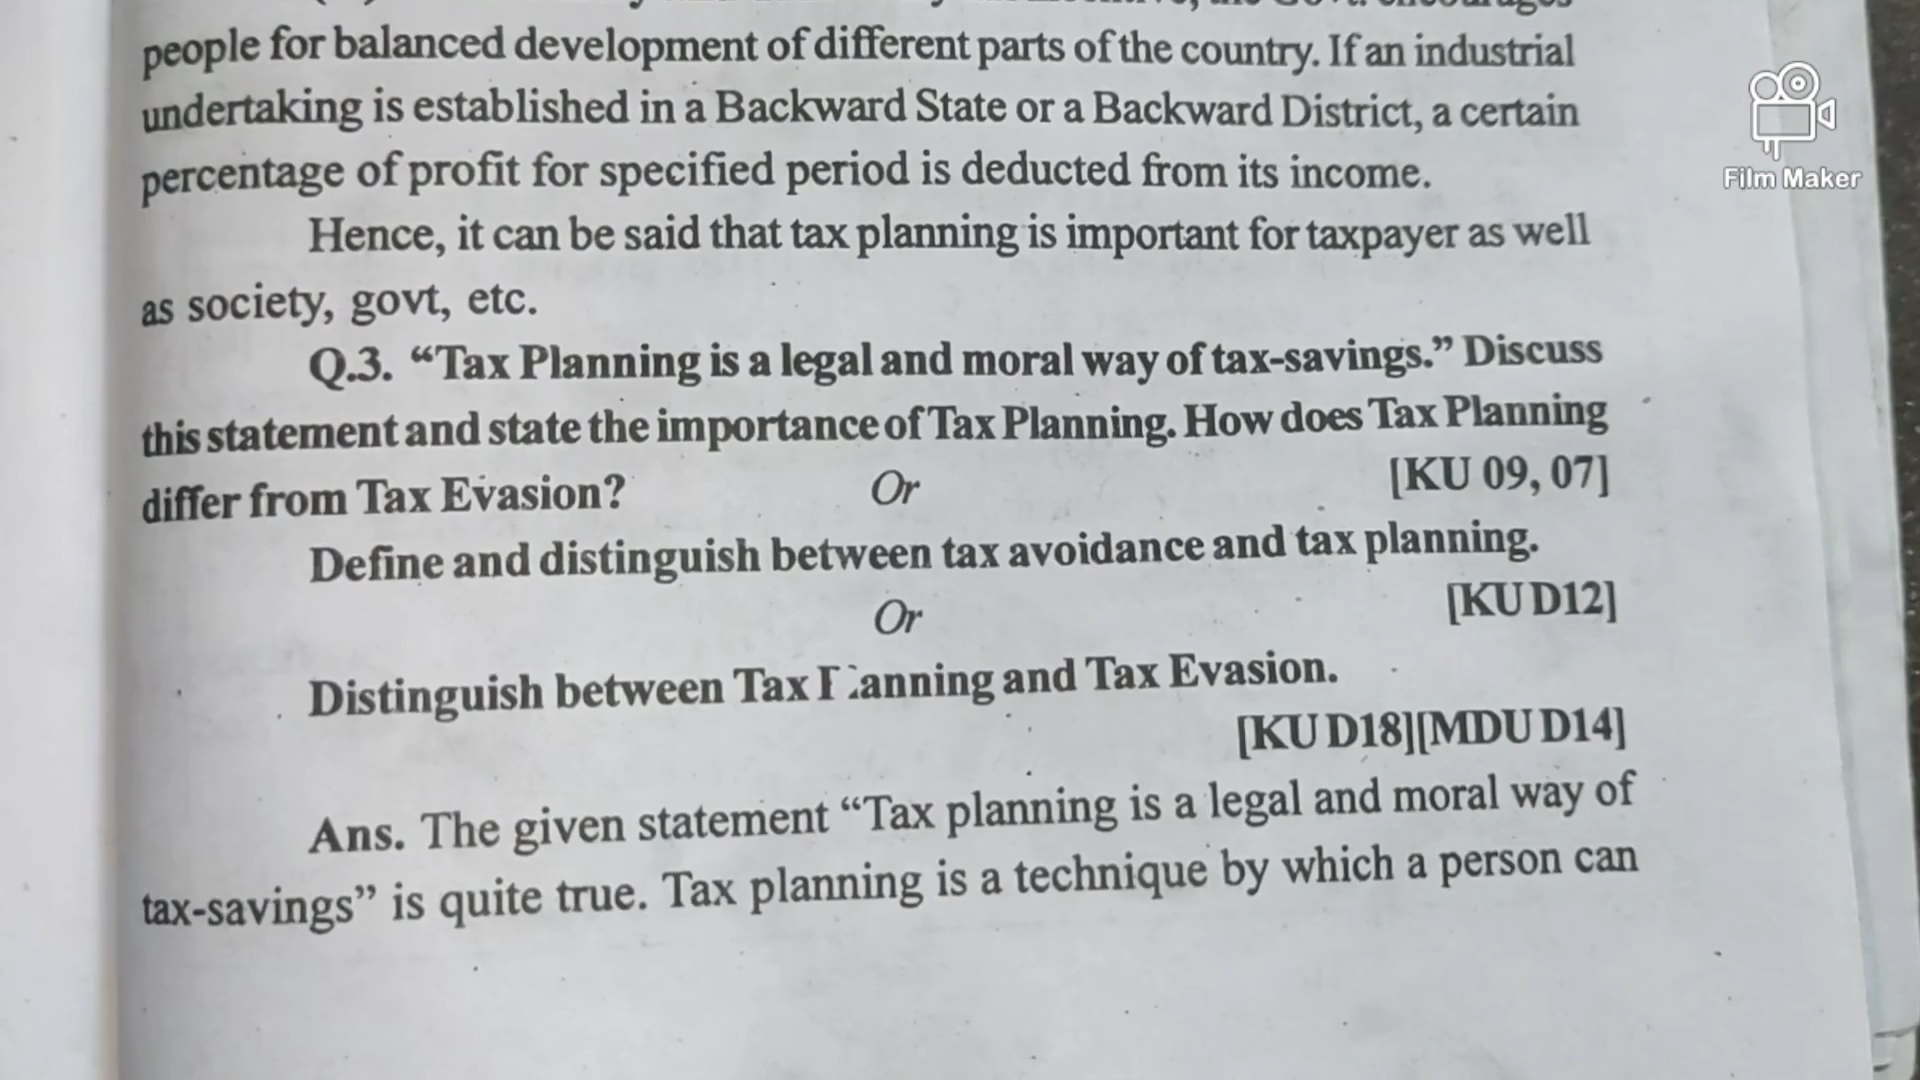 people for balanced development of different parts of the country. If an industrial
undertaking is established in a Backward State or a Backward District, a certain
percentage of profit for specified period is deducted from its income.
Hence, it can be said that tax planning is important for taxpayer as well
as society, govt, etc.
Q.3. “Tax Planning is a legal and moral way of tax-savings.” Discuss
this statement and state the importance of Tax Planning. How does Tax Planning
differ from Tax Evasion? Or [KU 09, 07]
Define and distinguish between tax avoidance and tax planning.
Or [KU D12]
Distinguish between Tax Planning and Tax Evasion.
[KU D18][MDU D14]
Ans. The given statement “Tax planning is a legal and moral way of
tax-savings” is quite true. Tax planning is a technique by which a person can
Film Maker